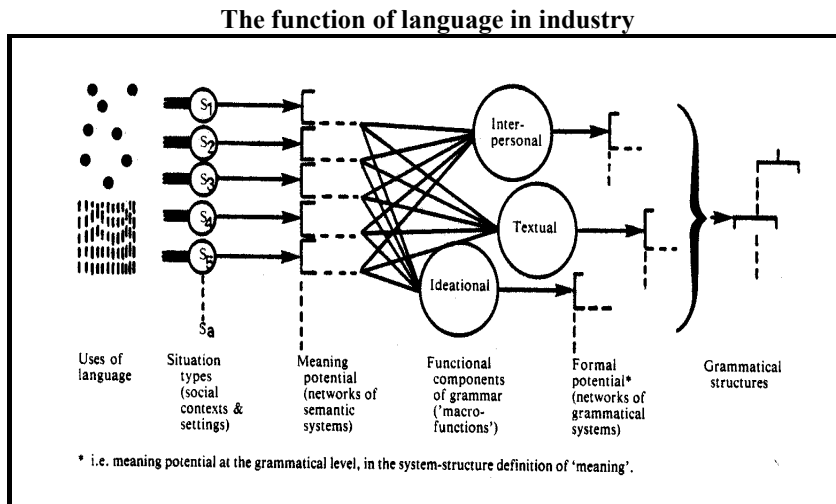 The function of language in industry
S1
S2
S3
S4
S5
Sa
Inter-
personal
Textual
Ideational
Uses of
language
Situation
types
(social
contexts &
settings)
Meaning
potential
(networks of
semantic
systems)
Functional
components
of grammar
('macro-
functions')
Formal
potential*
(networks of
grammatical
systems)
Grammatical
structures
* i.e. meaning potential at the grammatical level, in the system-structure definition of 'meaning'.